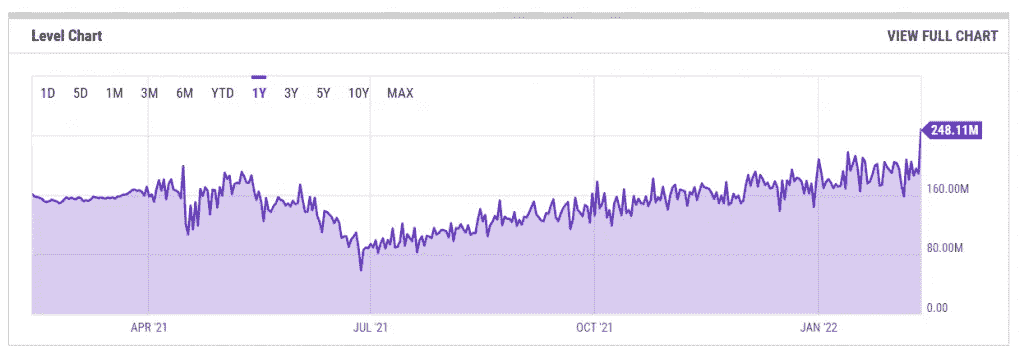 Level Chart VIEW FULL CHART
1D 5D 1M 3M 6M YTD 1Y 3Y 5Y 10Y MAX
248.11M
160.00M
80.00M
0.00
APR '21 JUL '21 OCT '21 JAN '22